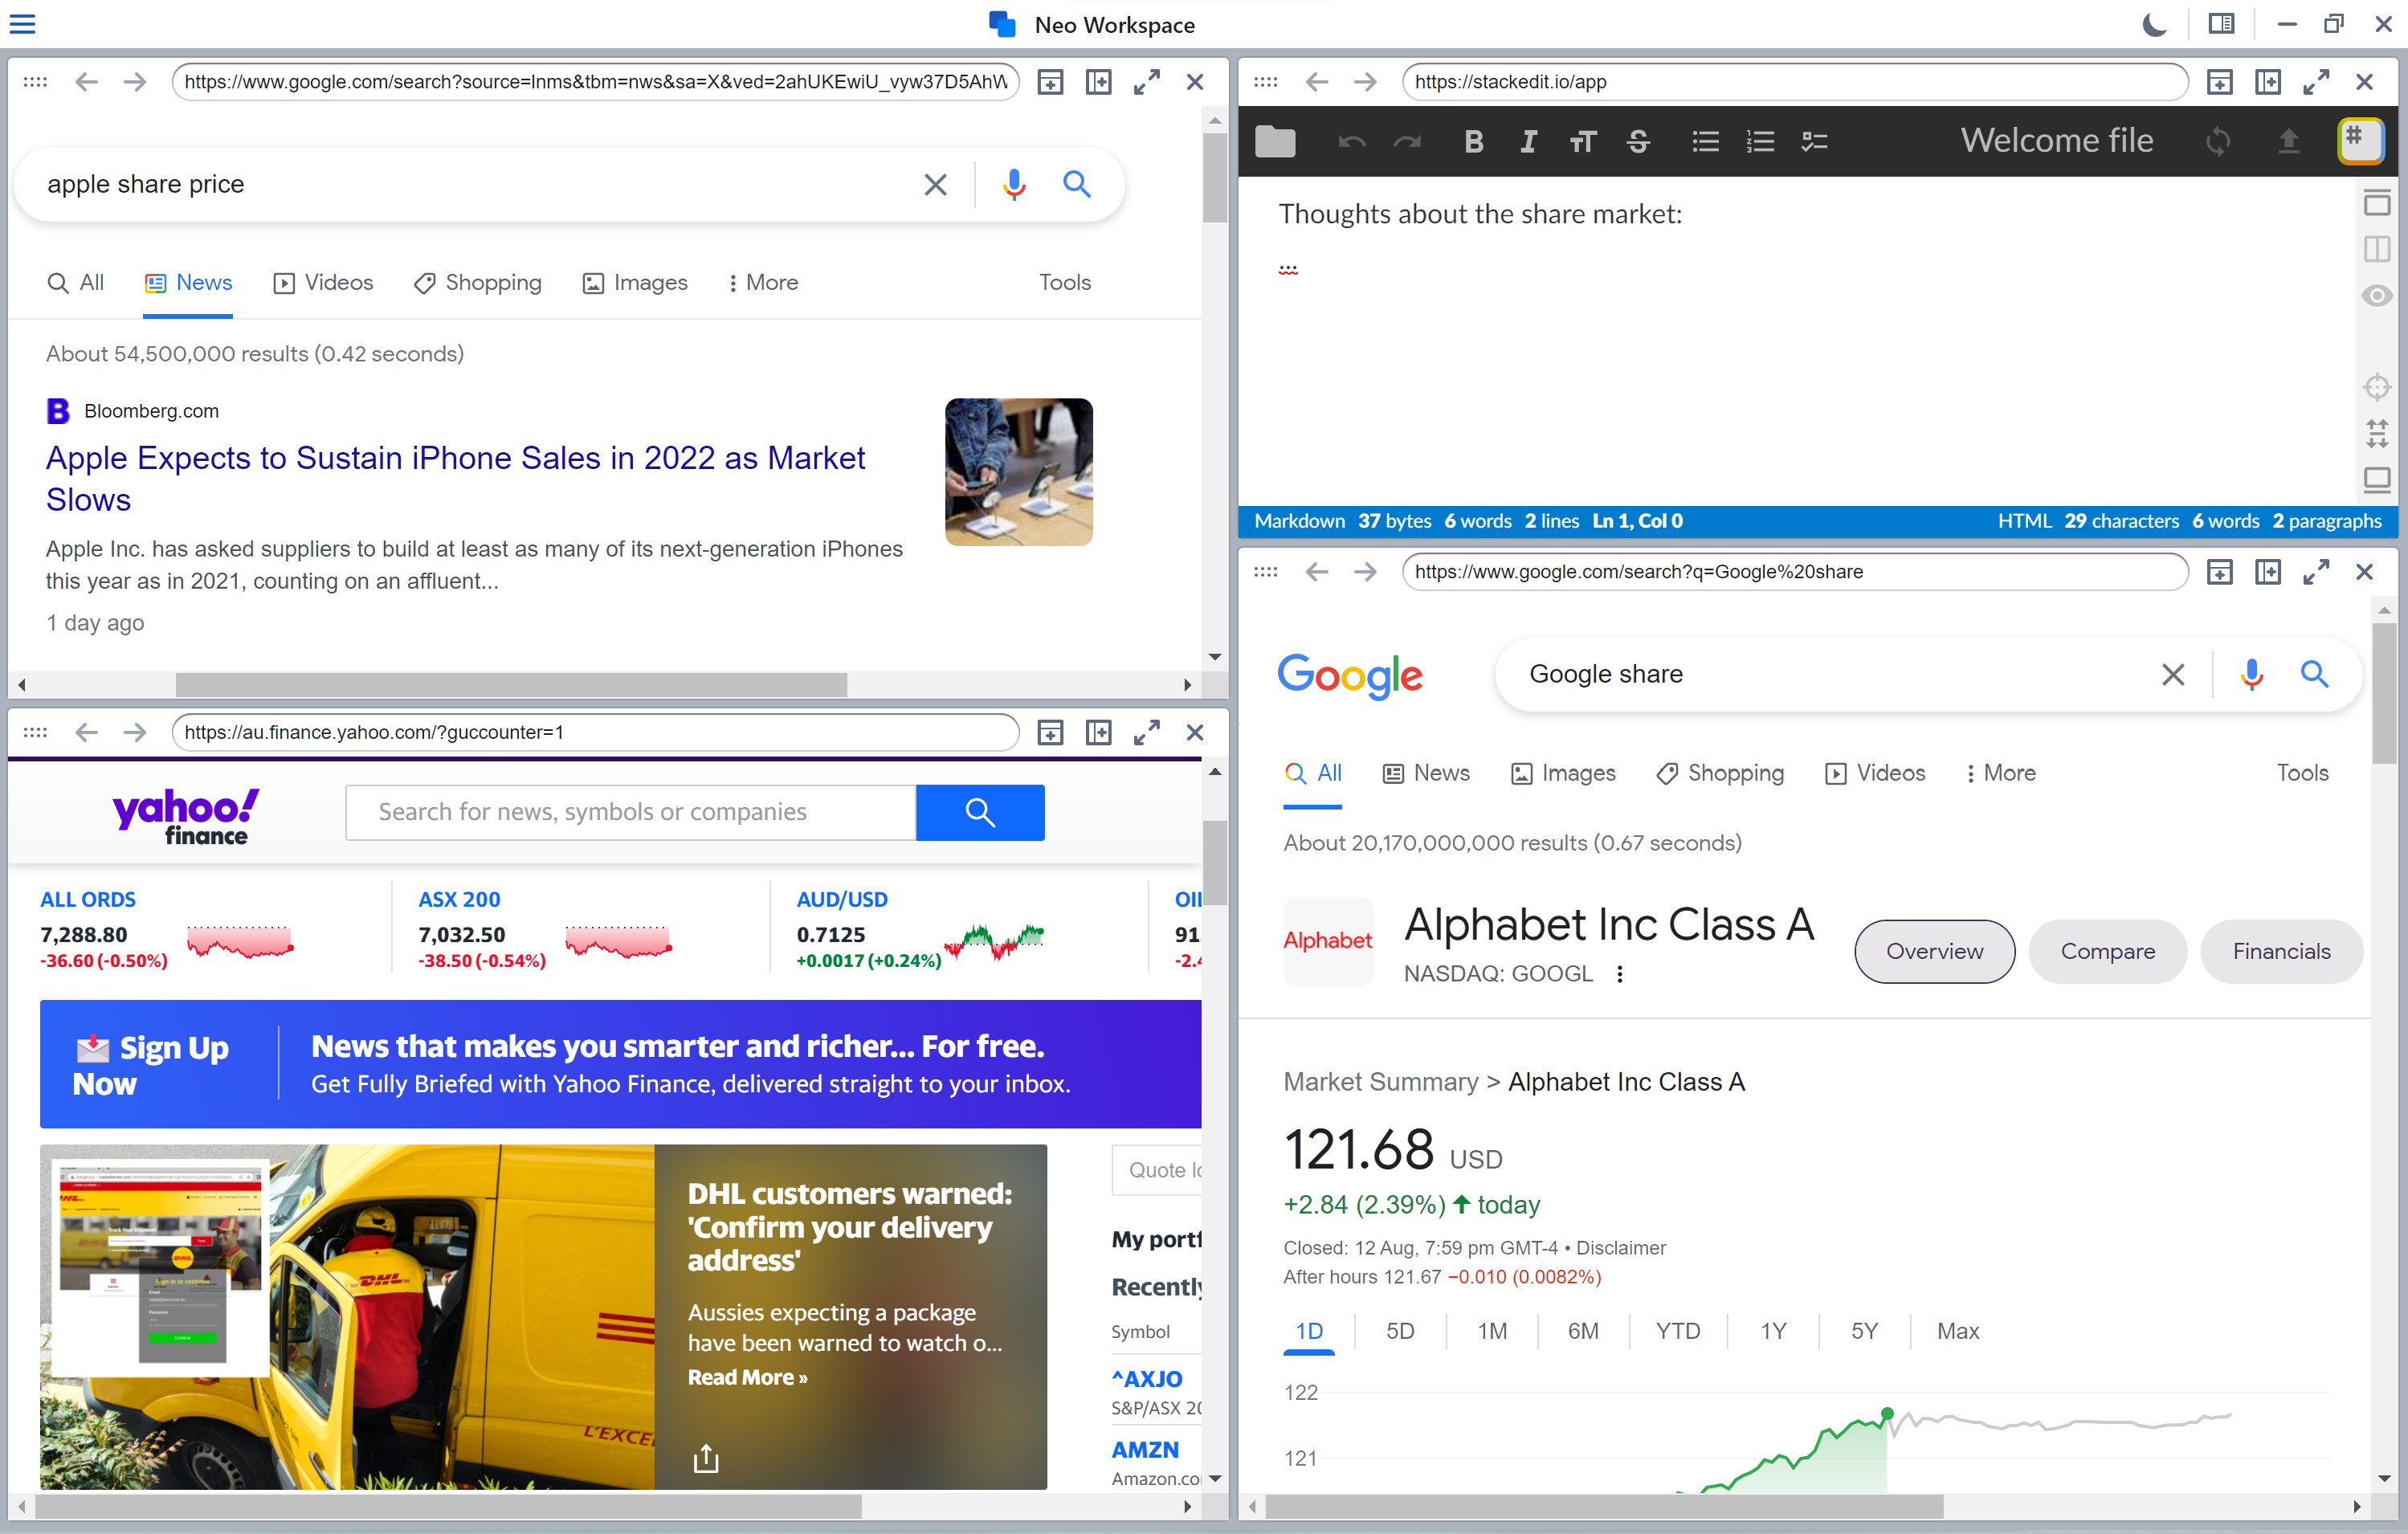 Neo Workspace
https://www.google.com/search?source=lnms&tbm=nws&sa=X&ved=2ahUKEwiU_vyw37D5AhW
apple share price
All News Videos Shopping Images More Tools
About 54,500,000 results (0.42 seconds)
B Bloomberg.com
Apple Expects to Sustain iPhone Sales in 2022 as Market
Slows
Apple Inc. has asked suppliers to build at least as many of its next-generation iPhones
this year as in 2021, counting on an affluent...
1 day ago
https://au.finance.yahoo.com/?guccounter=1
yahoo!
finance
Search for news, symbols or companies
ALL ORDS
7,288.80
-36.60 (-0.50%)
ASX 200
7,032.50
-38.50 (-0.54%)
AUD/USD
0.7125
+0.0017 (+0.24%)
OIL
91.
-2.4
Sign Up
Now
News that makes you smarter and richer... For free.
Get Fully Briefed with Yahoo Finance, delivered straight to your inbox.
DHL
L'EXCEL
DHL customers warned:
'Confirm your delivery
address'
Aussies expecting a package
have been warned to watch o...
Read More »
Quote lo
My portf
Recently
Symbol
^AXJO
S&P/ASX 20
AMZN
Amazon.co
https://stackedit.io/app
B I T S Welcome file #
Thoughts about the share market:
...
Markdown 37 bytes 6 words 2 lines Ln 1, Col 0 HTML 29 characters 6 words 2 paragraphs
https://www.google.com/search?q=Google%20share
Google
Google share
All News Images Shopping Videos More Tools
About 20,170,000,000 results (0.67 seconds)
Alphabet
Alphabet Inc Class A
NASDAQ: GOOGL
Overview Compare Financials
Market Summary > Alphabet Inc Class A
121.68 USD
+2.84 (2.39%) today
Closed: 12 Aug, 7:59 pm GMT-4 • Disclaimer
After hours 121.67 −0.010 (0.0082%)
1D 5D 1M 6M YTD 1Y 5Y Max
122
121